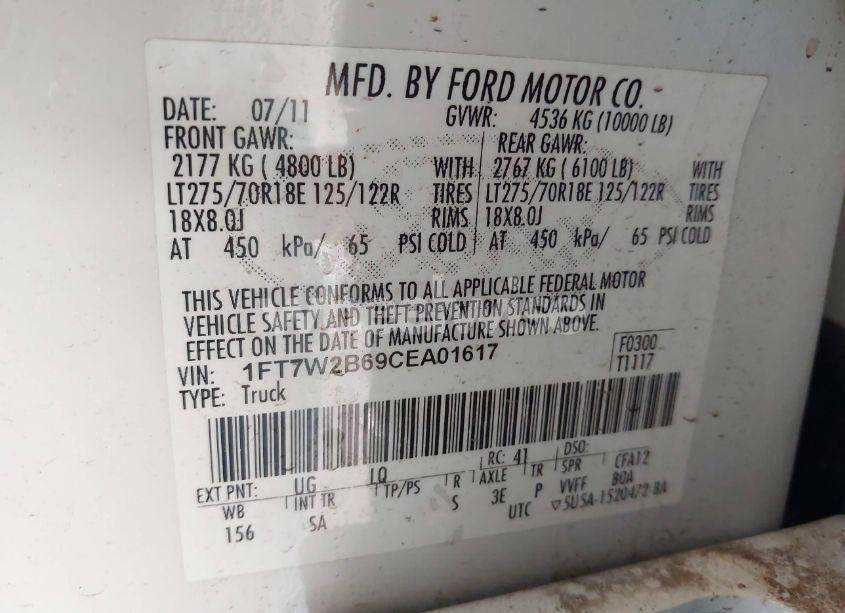 MFD. BY FORD MOTOR CO.
DATE: 07/11 GVWR: 4536 KG (10000 LB)
FRONT GAWR: REAR GAWR:
2177 KG ( 4800 LB) WITH 2767 KG ( 6100 LB) WITH
LT275/70R18E 125/122R TIRES LT275/70R18E 125/122R TIRES
18X8.0J RIMS 18X8.0J RIMS
AT 450 kPa/ 65 PSI COLD AT 450 kPa/ 65 PSI COLD
THIS VEHICLE CONFORMS TO ALL APPLICABLE FEDERAL MOTOR
VEHICLE SAFETY AND THEFT PREVENTION STANDARDS IN
EFFECT ON THE DATE OF MANUFACTURE SHOWN ABOVE.
VIN: 1FT7W2B69CEA01617 F0300
TYPE: Truck T1117
RC: 41 DSO:
EXT PNT: UG LQ AXLE TR SPR CFA12
WB INT TR TP/PS R 3E P VVFF BOA
156 SA S UTC ▽5U5A-1520472-BA